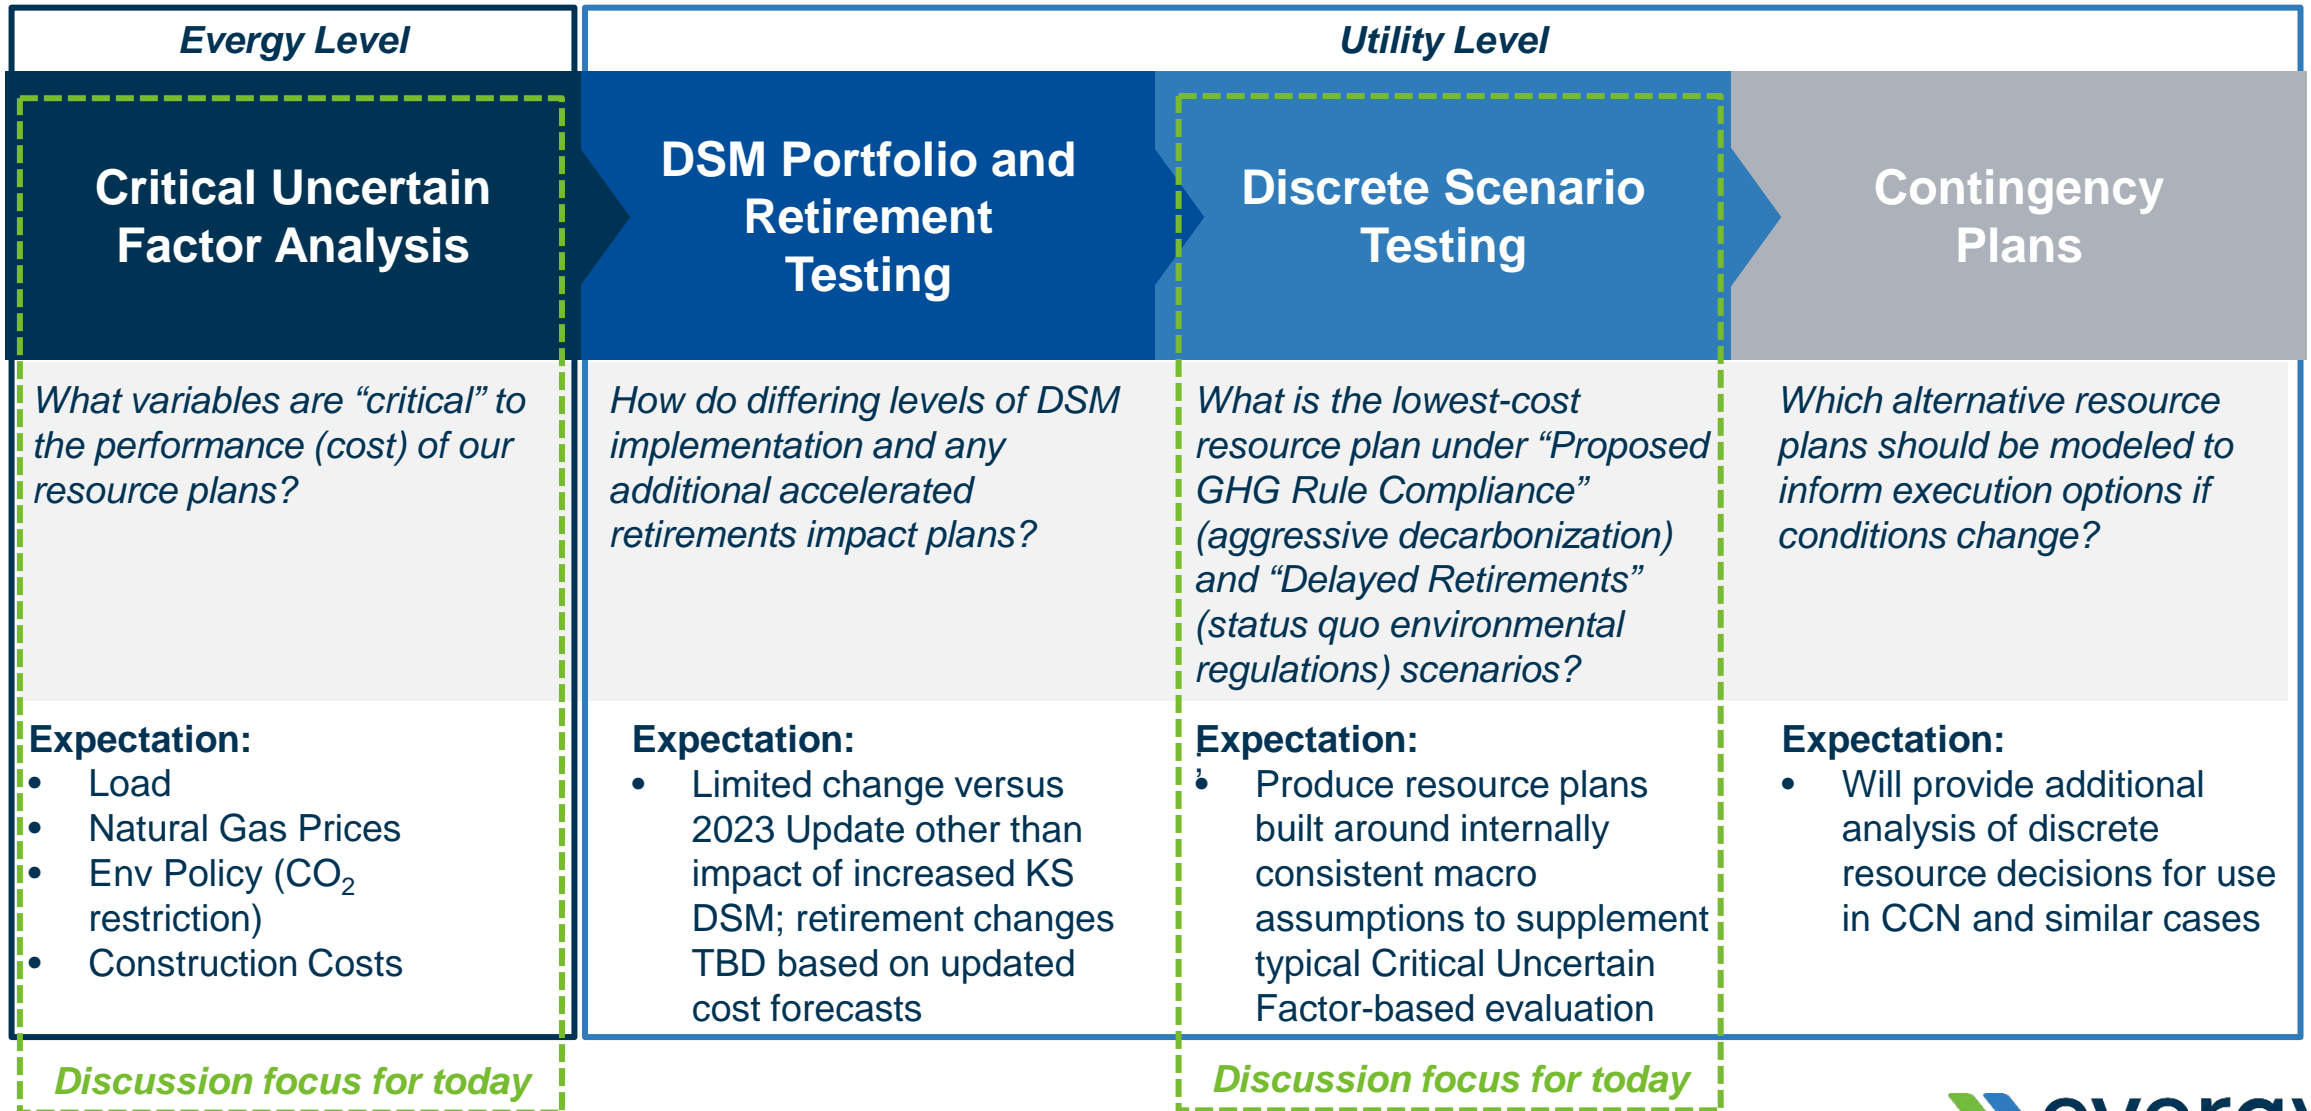 Evergy Level
Utility Level
Critical Uncertain
Factor Analysis
DSM Portfolio and
Retirement
Testing
Discrete Scenario
Testing
Contingency
Plans
What variables are “critical” to
the performance (cost) of our
resource plans?
How do differing levels of DSM
implementation and any
additional accelerated
retirements impact plans?
What is the lowest-cost
resource plan under “Proposed
GHG Rule Compliance”
(aggressive decarbonization)
and “Delayed Retirements”
(status quo environmental
regulations) scenarios?
Which alternative resource
plans should be modeled to
inform execution options if
conditions change?
Expectation:
• Load
• Natural Gas Prices
• Env Policy (CO₂
restriction)
• Construction Costs
Expectation:
• Limited change versus
2023 Update other than
impact of increased KS
DSM; retirement changes
TBD based on updated
cost forecasts
Expectation:
;
• Produce resource plans
built around internally
consistent macro
assumptions to supplement
typical Critical Uncertain
Factor-based evaluation
Expectation:
• Will provide additional
analysis of discrete
resource decisions for use
in CCN and similar cases
Discussion focus for today
Discussion focus for today
evergy